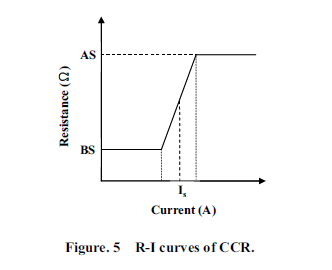 AS
Resistance (Ω)
BS
Is
Current (A)
Figure. 5 R-I curves of CCR.